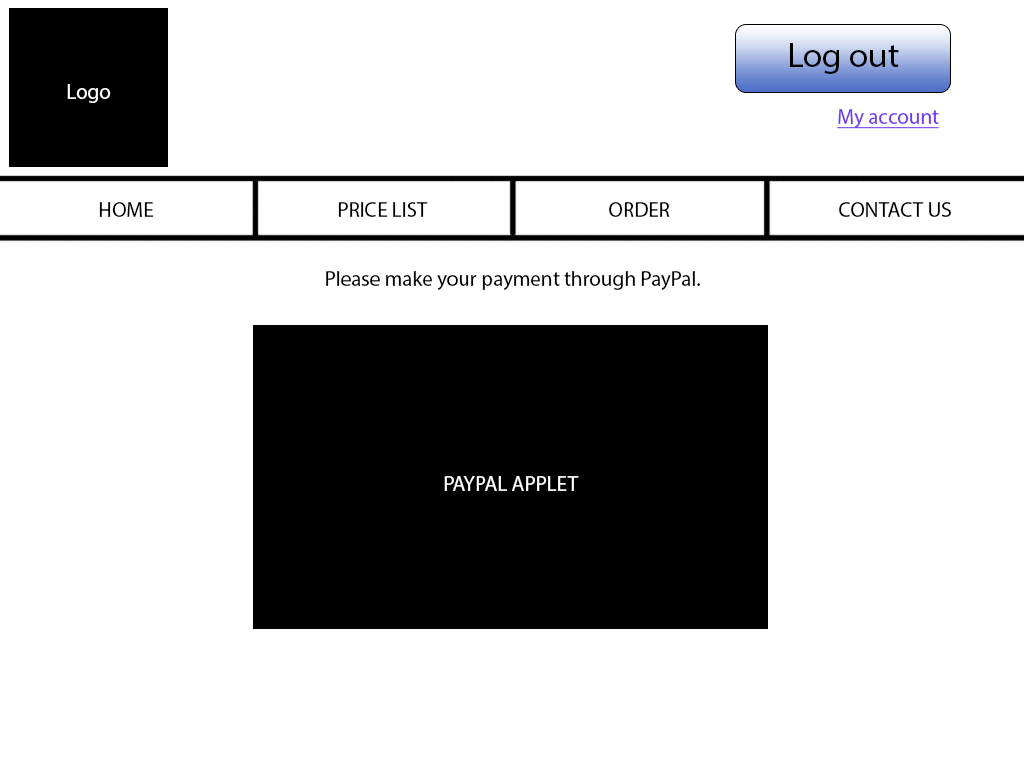 Logo
Log out
My account
HOME
PRICE LIST
ORDER
CONTACT US
Please make your payment through PayPal.
PAYPAL APPLET